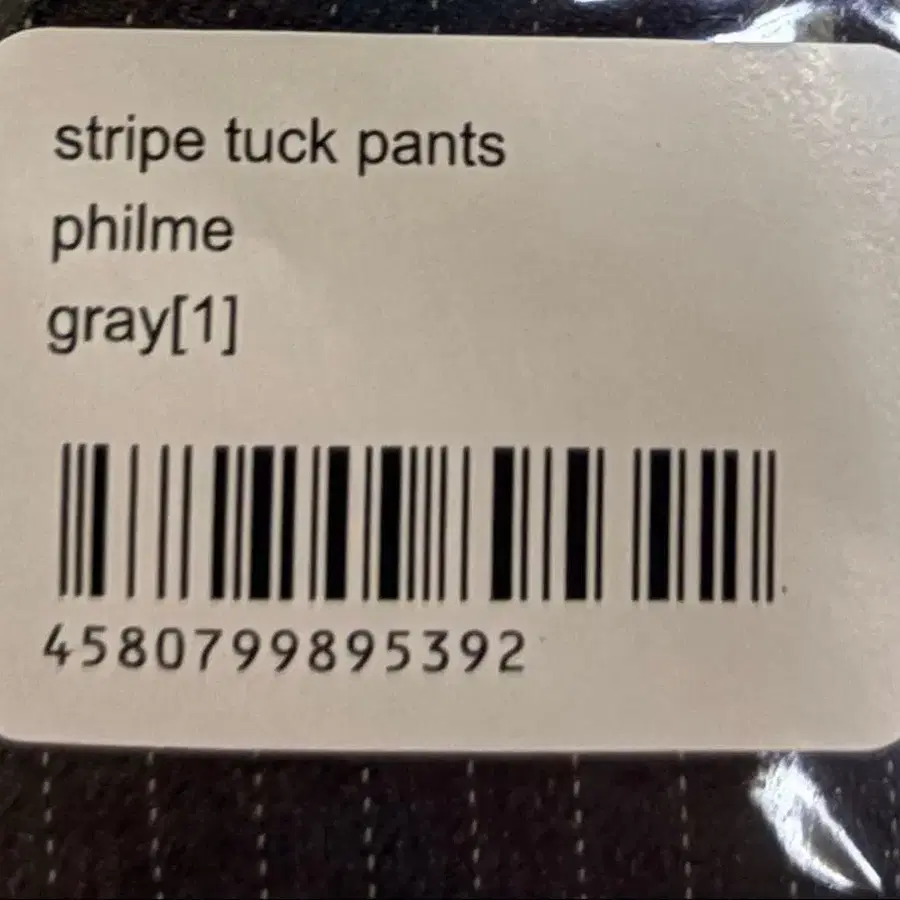 stripe tuck pants
philme
gray[1]
4580799895392